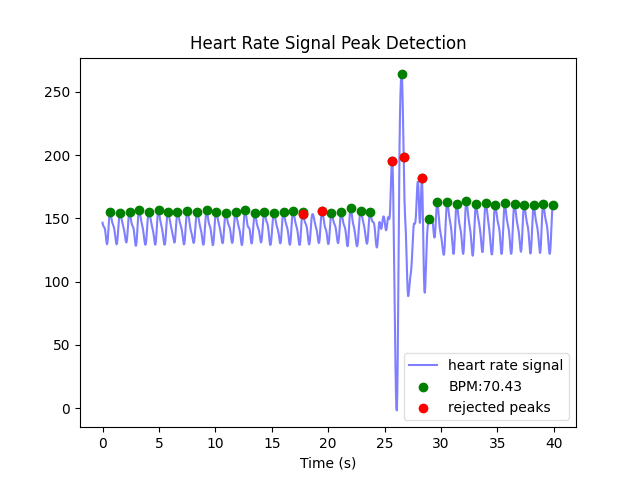 Heart Rate Signal Peak Detection
250
200
150
100
50
0
heart rate signal
BPM:70.43
rejected peaks
0 5 10 15 20 25 30 35 40
Time (s)